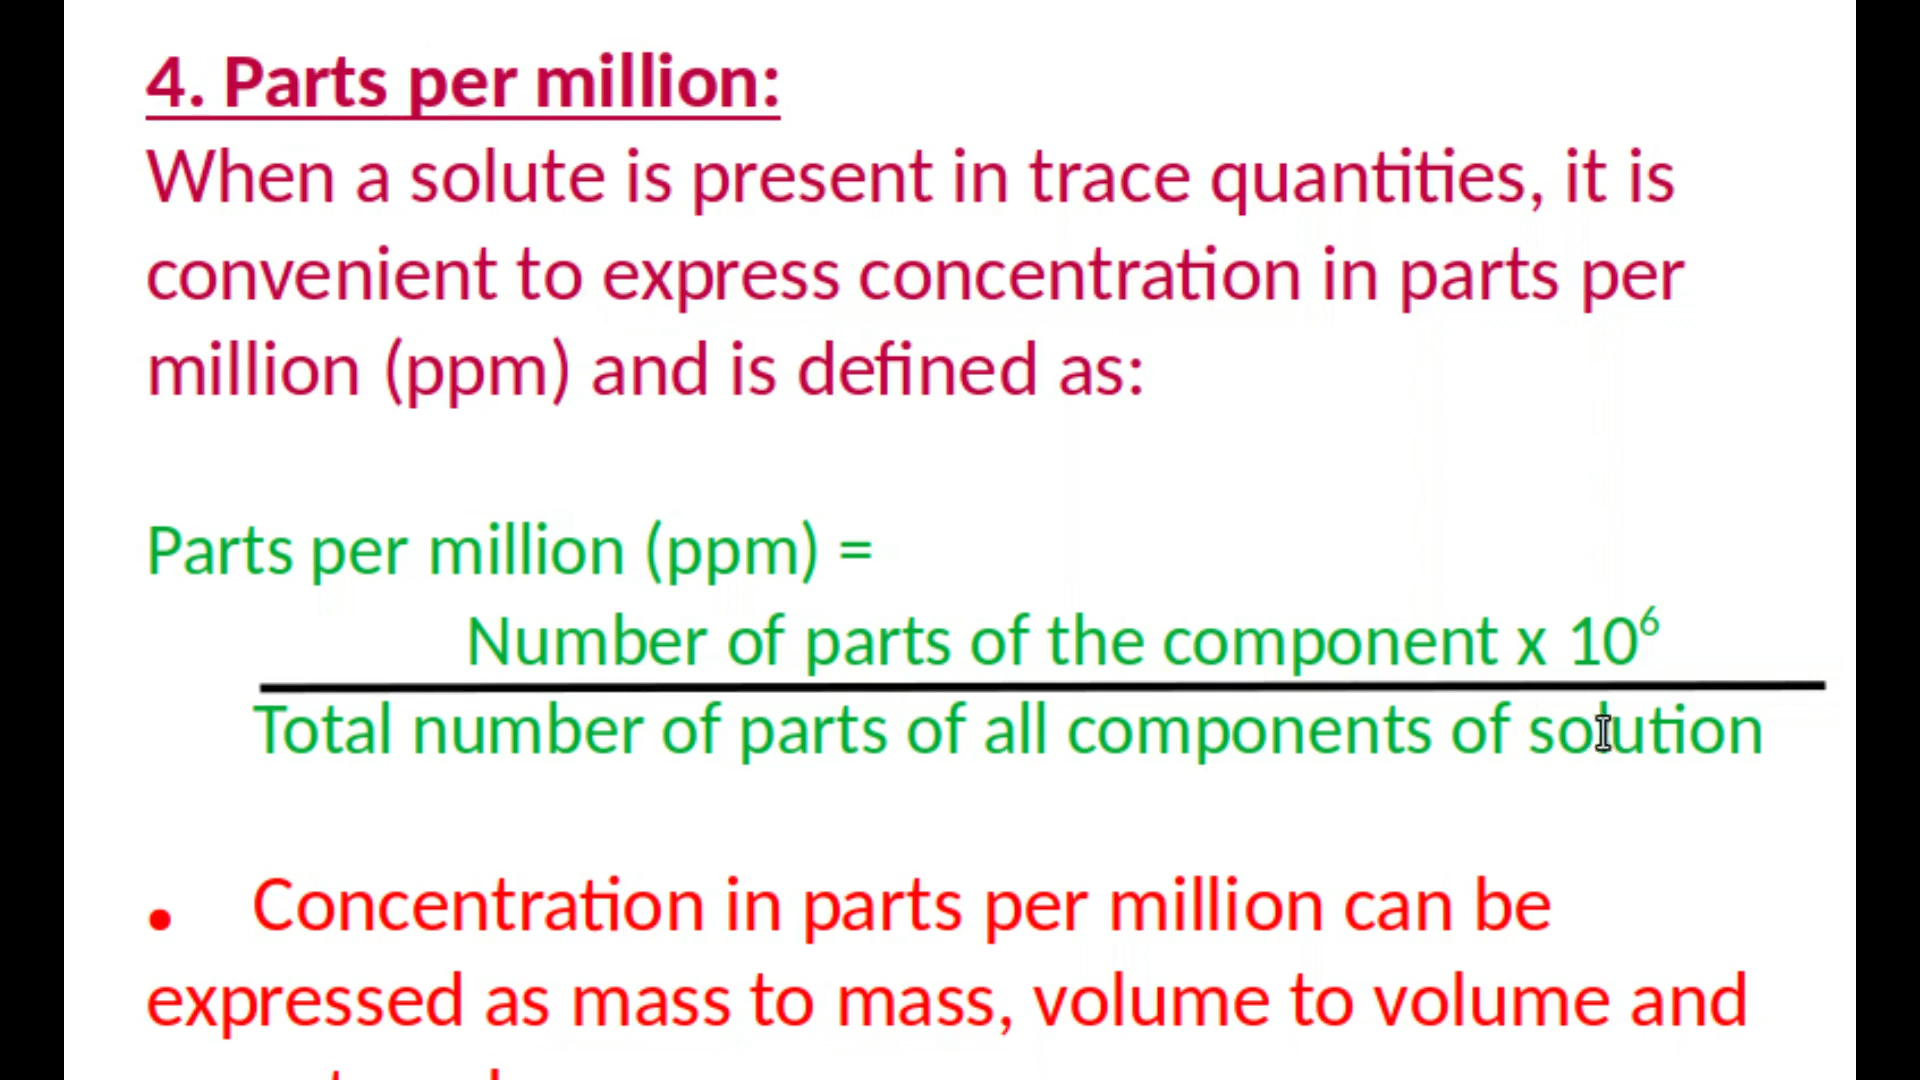 4. Parts per million:
When a solute is present in trace quantities, it is
convenient to express concentration in parts per
million (ppm) and is defined as:
Parts per million (ppm) =
Number of parts of the component x 10⁶
Total number of parts of all components of solution
• Concentration in parts per million can be
expressed as mass to mass, volume to volume and